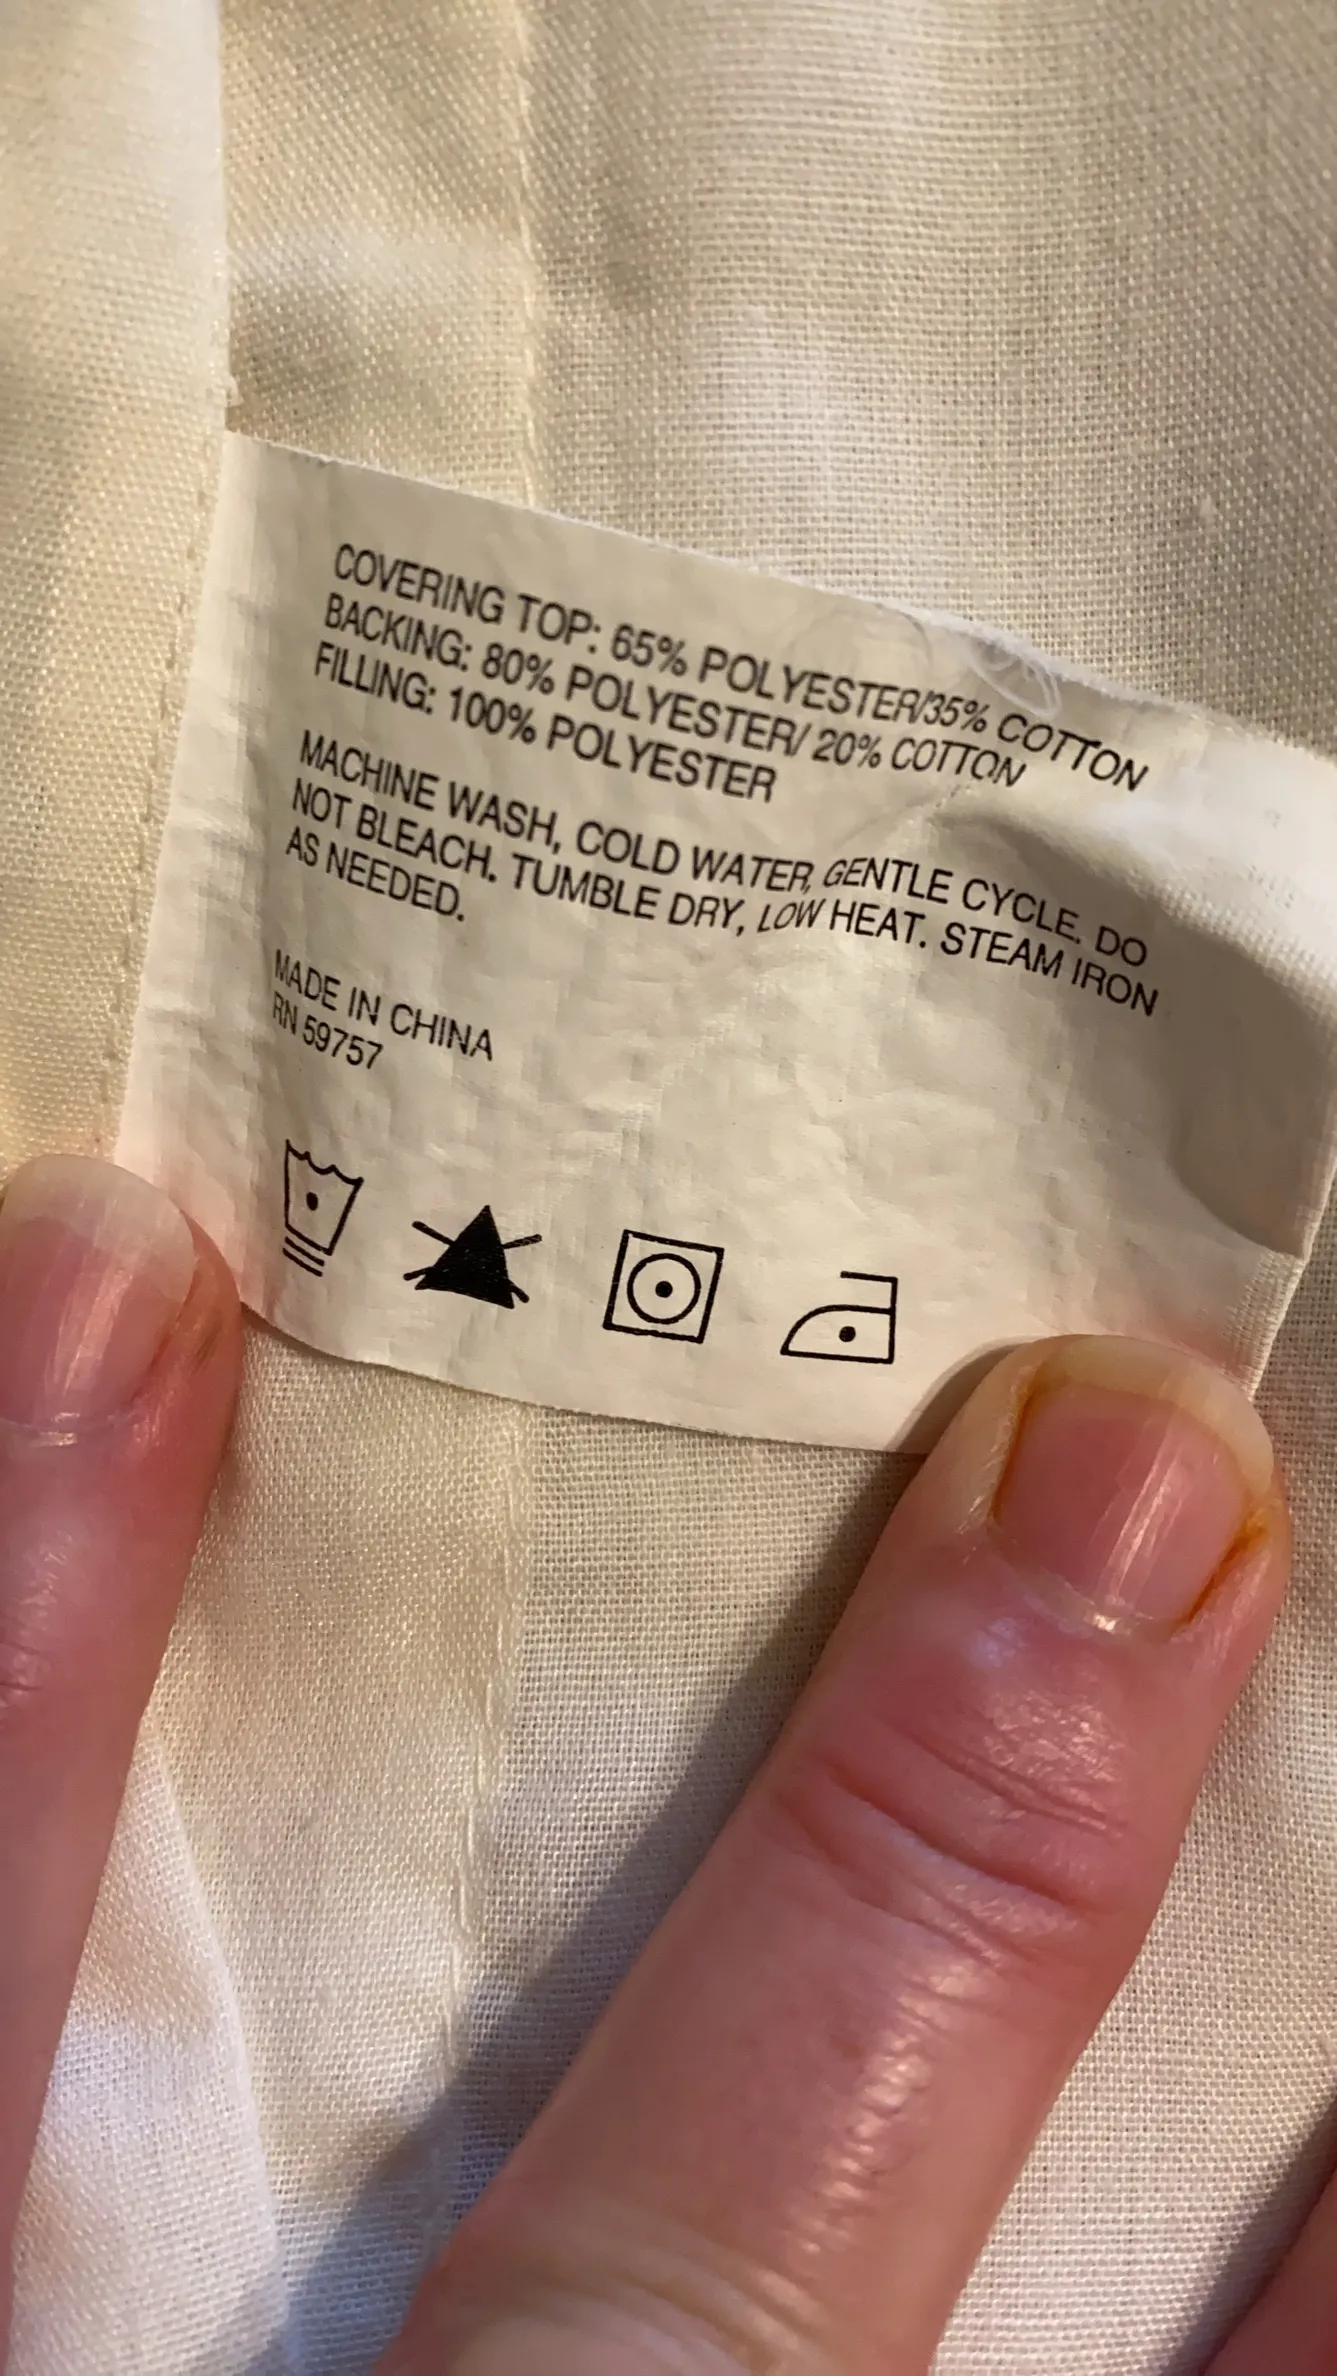 COVERING TOP: 65% POLYESTER/35% COTTON
BACKING: 80% POLYESTER/ 20% COTTON
FILLING: 100% POLYESTER
MACHINE WASH, COLD WATER, GENTLE CYCLE. DO
NOT BLEACH. TUMBLE DRY, LOW HEAT. STEAM IRON
AS NEEDED.
MADE IN CHINA
RN 59757